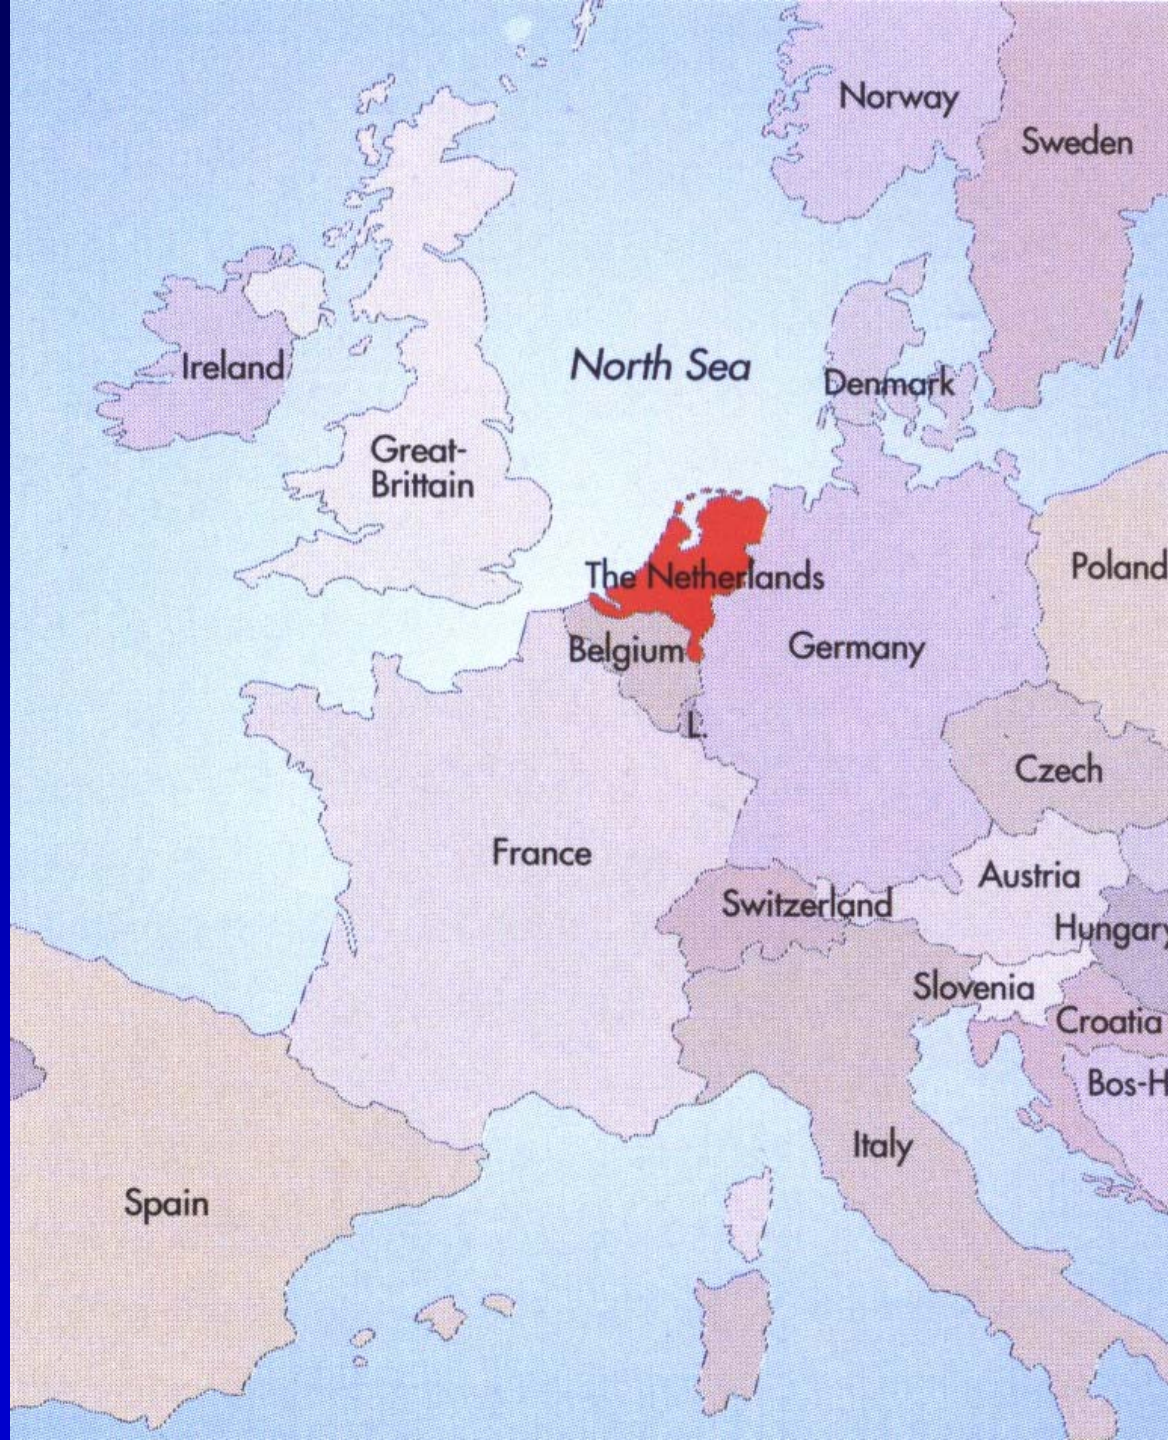 Norway
Sweden
Ireland
North Sea
Denmark
Great-
Brittain
The Netherlands
Poland
Belgium
Germany
L.
Czech
France
Austria
Switzerland
Hungary
Slovenia
Croatia
Bos-H
Italy
Spain